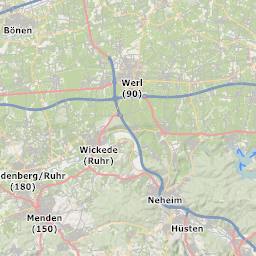 Bönen
Werl
(90)
Wickede
(Ruhr)
denberg/Ruhr
(180)
Menden
(150)
Neheim
Hüsten